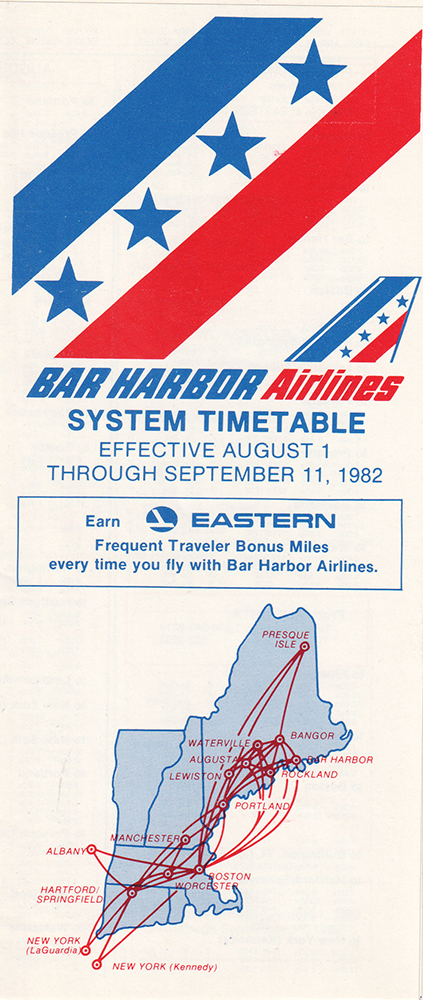 BAR HARBOR Airlines
SYSTEM TIMETABLE
EFFECTIVE AUGUST 1
THROUGH SEPTEMBER 11, 1982
Earn EASTERN
Frequent Traveler Bonus Miles
every time you fly with Bar Harbor Airlines.
PRESQUE
ISLE
WATERVILLE
BANGOR
AUGUSTA
BAR HARBOR
LEWISTON
ROCKLAND
PORTLAND
MANCHESTER
ALBANY
BOSTON
WORCESTER
HARTFORD/
SPRINGFIELD
NEW YORK
(LaGuardia)
NEW YORK (Kennedy)